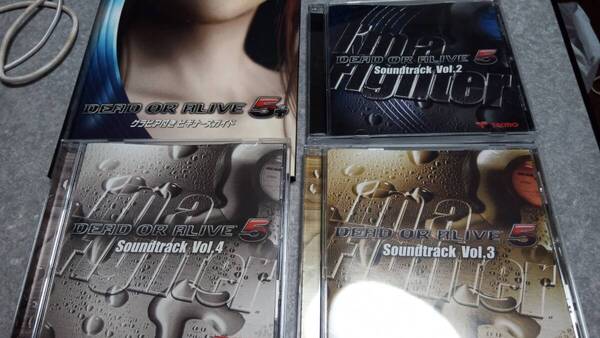 DEAD OR ALIVE 5+
グラビア付き ビギナーズガイド
I'm a
DEAD OR ALIVE 5
Soundtrack Vol.2
Fighter
TECMO
I'm a
DEAD OR ALIVE 5
Soundtrack Vol.4
Fighter
I'm a
DEAD OR ALIVE 5
Soundtrack Vol.3
Fighter